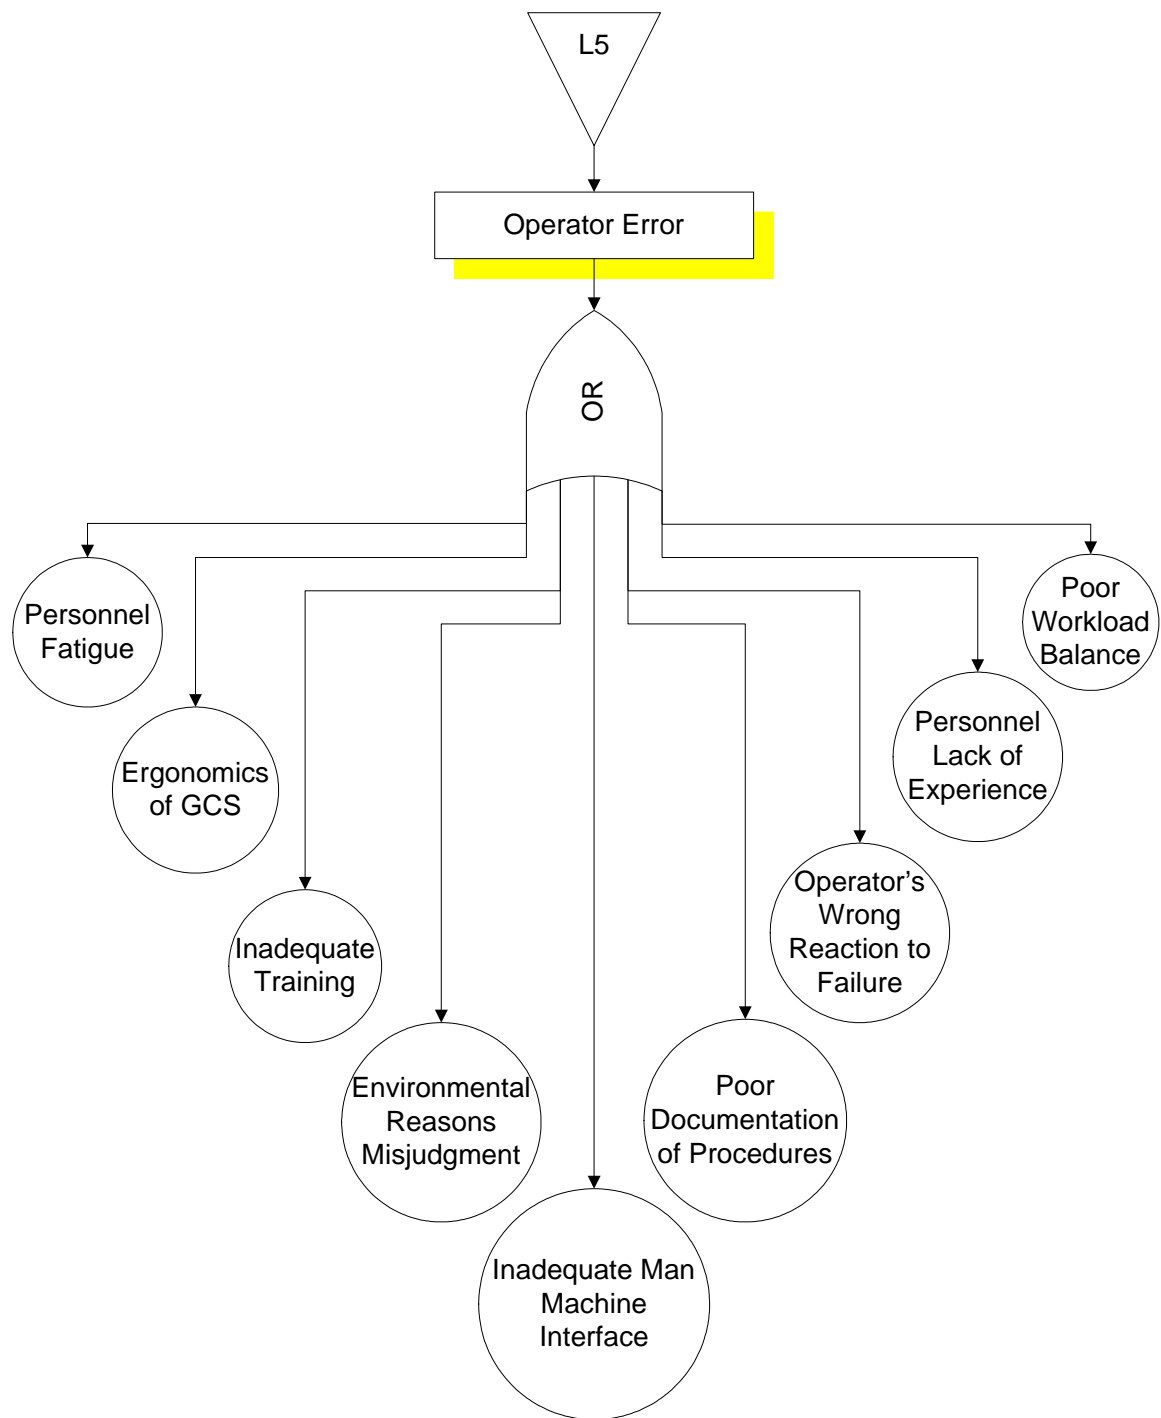 L5
Operator Error
OR
Personnel
Fatigue
Ergonomics
of GCS
Inadequate
Training
Environmental
Reasons
Misjudgment
Inadequate Man
Machine
Interface
Poor
Documentation
of Procedures
Operator’s
Wrong
Reaction to
Failure
Personnel
Lack of
Experience
Poor
Workload
Balance